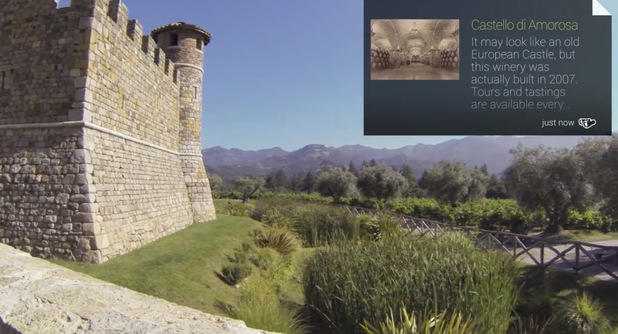 Castello di Amorosa
It may look like an old
European Castle, but
this winery was
actually built in 2007.
Tours and tastings
are available every...
just now